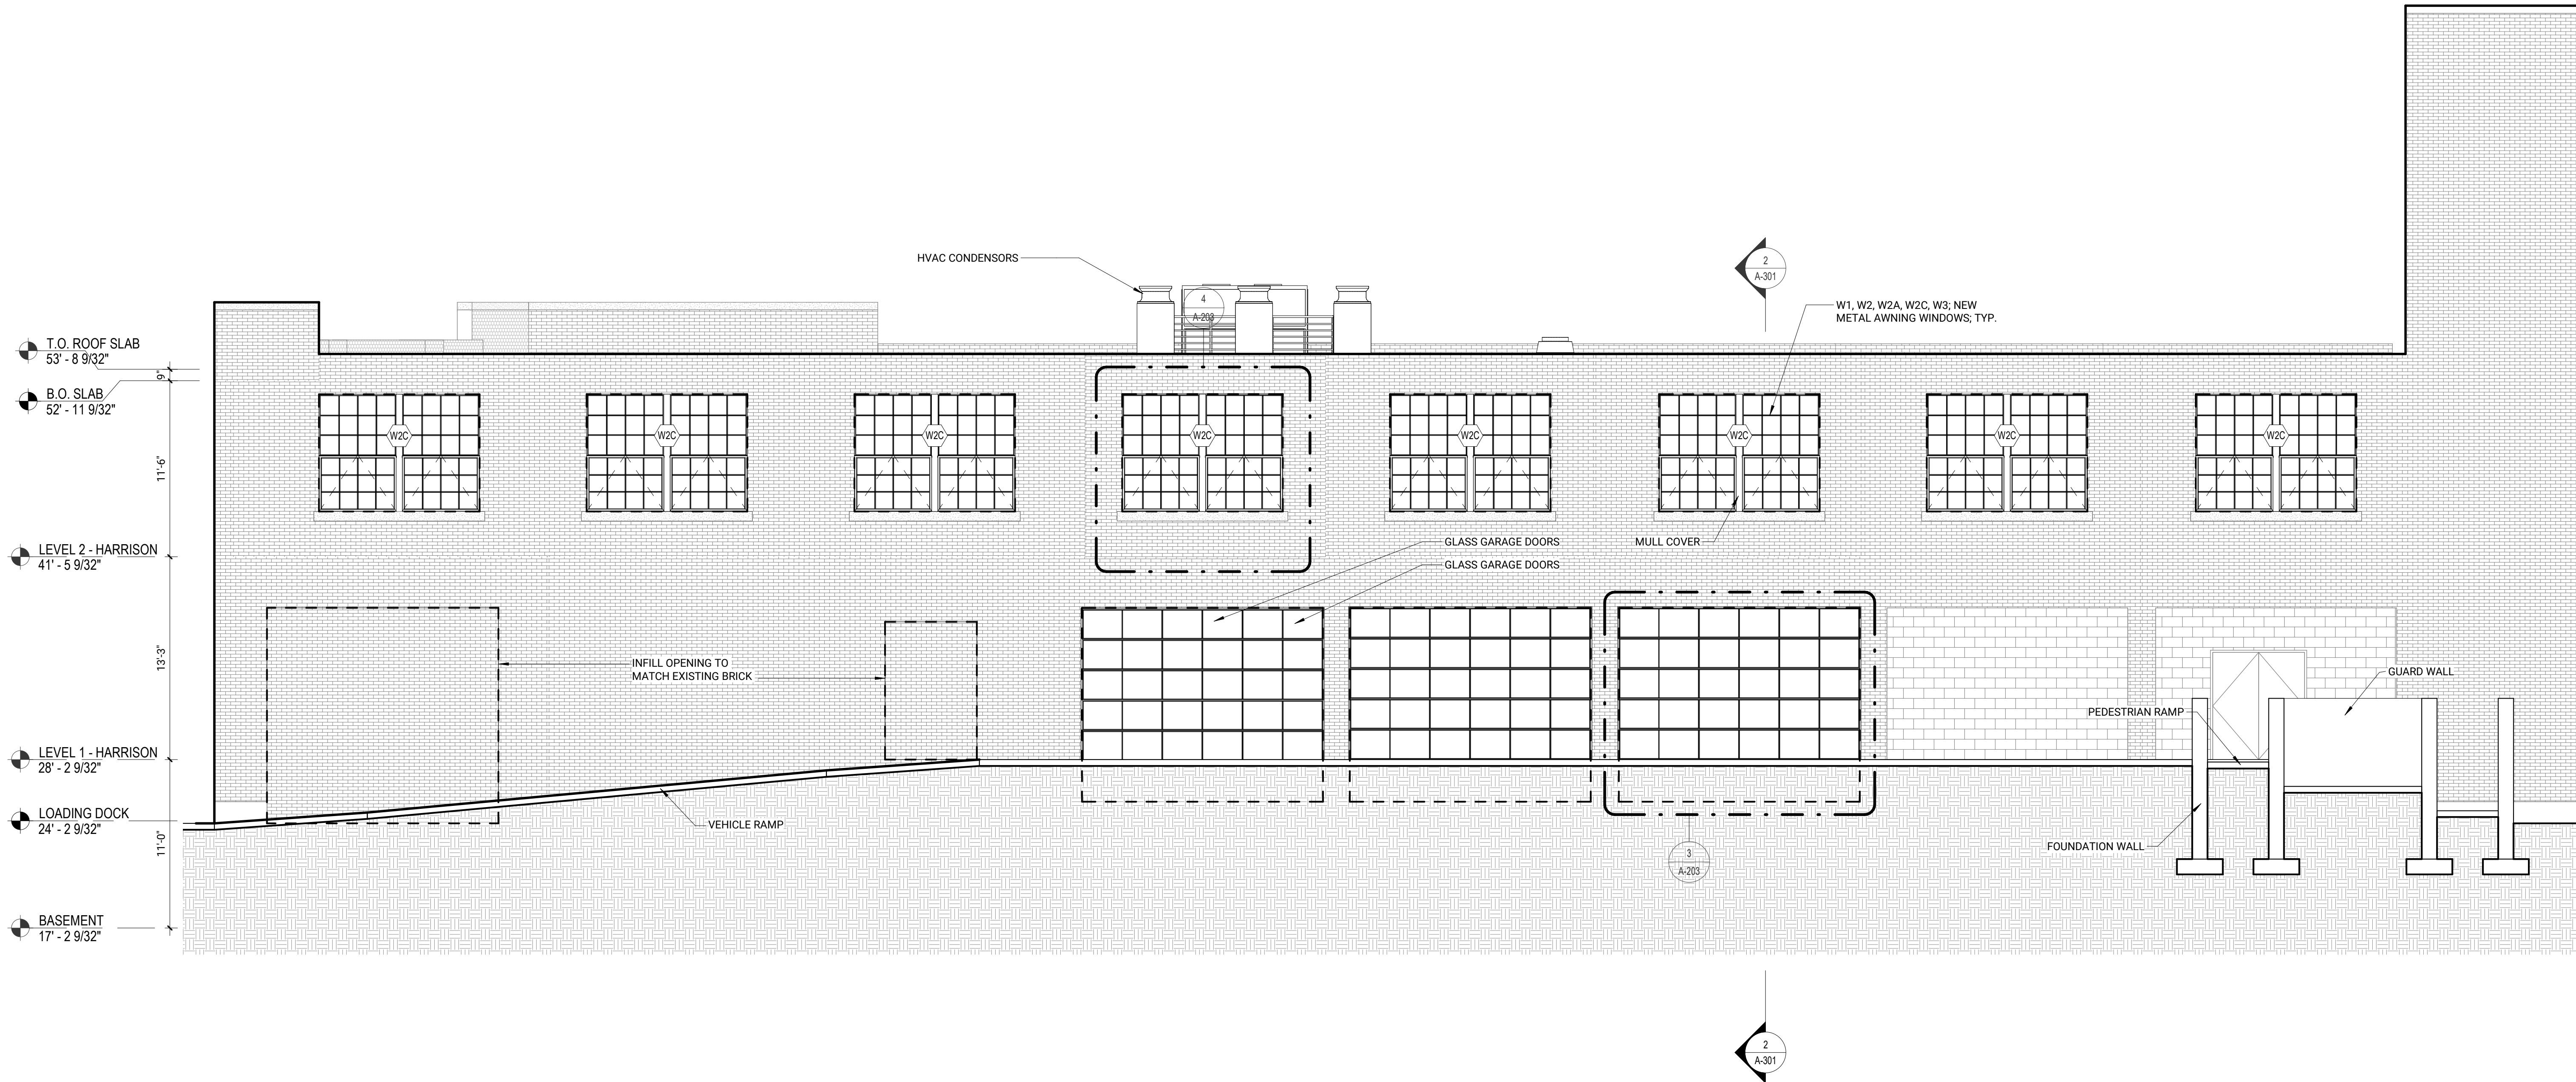 HVAC CONDENSORS
2
A-301
4
A-203
W1, W2, W2A, W2C, W3; NEW
METAL AWNING WINDOWS; TYP.
T.O. ROOF SLAB
53' - 8 9/32"
9"
B.O. SLAB
52' - 11 9/32"
W2C
W2C
W2C
W2C
W2C
W2C
W2C
W2C
11'-6"
LEVEL 2 - HARRISON
41' - 5 9/32"
GLASS GARAGE DOORS
MULL COVER
GLASS GARAGE DOORS
13'-3"
INFILL OPENING TO
MATCH EXISTING BRICK
GUARD WALL
PEDESTRIAN RAMP
LEVEL 1 - HARRISON
28' - 2 9/32"
LOADING DOCK
24' - 2 9/32"
VEHICLE RAMP
11'-0"
FOUNDATION WALL
3
A-203
BASEMENT
17' - 2 9/32"
2
A-301